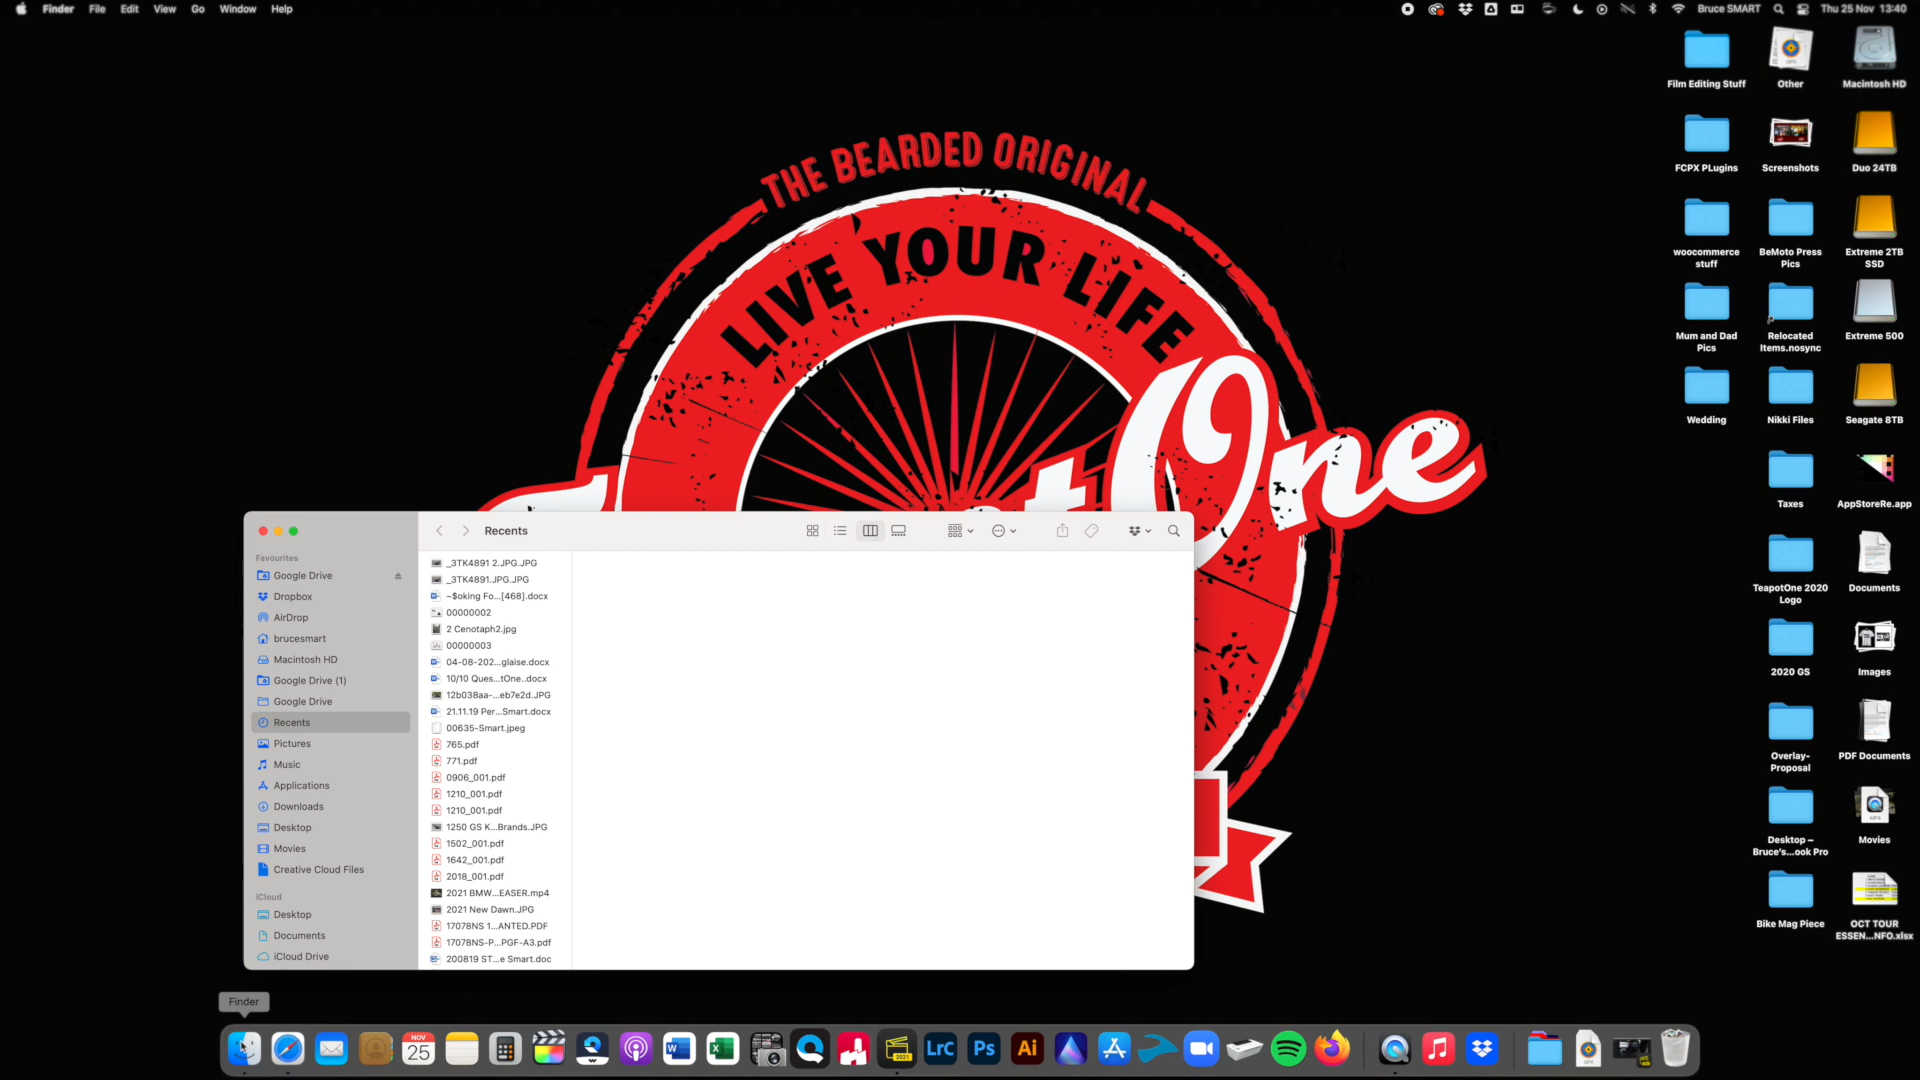 Finder File Edit View Go Window Help
Bruce SMART Thu 25 Nov 13:40
Film Editing Stuff
Other
Macintosh HD
FCPX PLugins
Screenshots
Duo 24TB
woocommerce
stuff
BeMoto Press
Pics
Extreme 2TB
SSD
Mum and Dad
Pics
Relocated
Items.nosync
Extreme 500
Wedding
Nikki Files
Seagate 8TB
Taxes
AppStoreRe.app
TeapotOne 2020
Logo
Documents
2020 GS
Images
Overlay-
Proposal
PDF Documents
Desktop –
Bruce's...ook Pro
MP4
Movies
Bike Mag Piece
OCT TOUR
ESSEN...NFO.xlsx
THE BEARDED ORIGINAL
LIVE YOUR LIFE
tOne
Recents
Favourites
Google Drive
Dropbox
AirDrop
brucesmart
Macintosh HD
Google Drive (1)
Google Drive
Recents
Pictures
Music
Applications
Downloads
Desktop
Movies
Creative Cloud Files
iCloud
Desktop
Documents
iCloud Drive
_3TK4891 2.JPG.JPG
_3TK4891.JPG.JPG
~$oking Fo...[468].docx
00000002
2 Cenotaph2.jpg
00000003
04-08-202...glaise.docx
10/10 Ques...tOne..docx
12b038aa-...eb7e2d.JPG
21.11.19 Per...Smart.docx
00635-Smart.jpeg
765.pdf
771.pdf
0906_001.pdf
1210_001.pdf
1210_001.pdf
1250 GS K...Brands.JPG
1502_001.pdf
1642_001.pdf
2018_001.pdf
2021 BMW...EASER.mp4
2021 New Dawn.JPG
17078NS 1...ANTED.PDF
17078NS-P...PGF-A3.pdf
200819 ST...e Smart.doc
Finder
NOV
25
2021
LrC
Ps
Ai